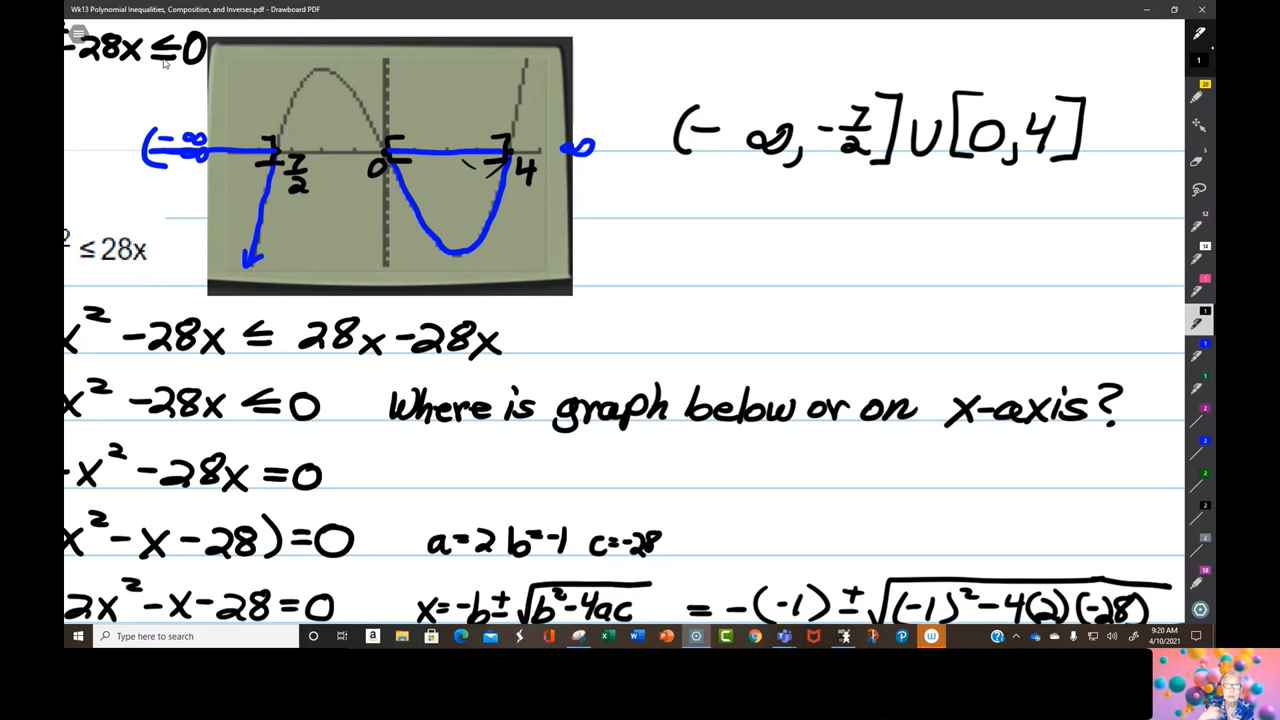 Wk13 Polynomial Inequalities, Composition, and Inverses.pdf - Drawboard PDF
-28x ≤ 0
(-∞ ] -7/2 0 [ ] 4 ∞
(-∞, -7/2] ∪ [0,4]
² ≤ 28x
x² - 28x ≤ 28x - 28x
x² - 28x ≤ 0 Where is graph below or on x-axis?
-x² - 28x = 0
x² - x - 28) = 0 a = 2 b = -1 c = -28
2x² - x - 28 = 0 x = -b ± √b² - 4ac = -(-1) ± √(-1)² - 4(2)(-28)
Type here to search
9:20 AM
4/10/2021